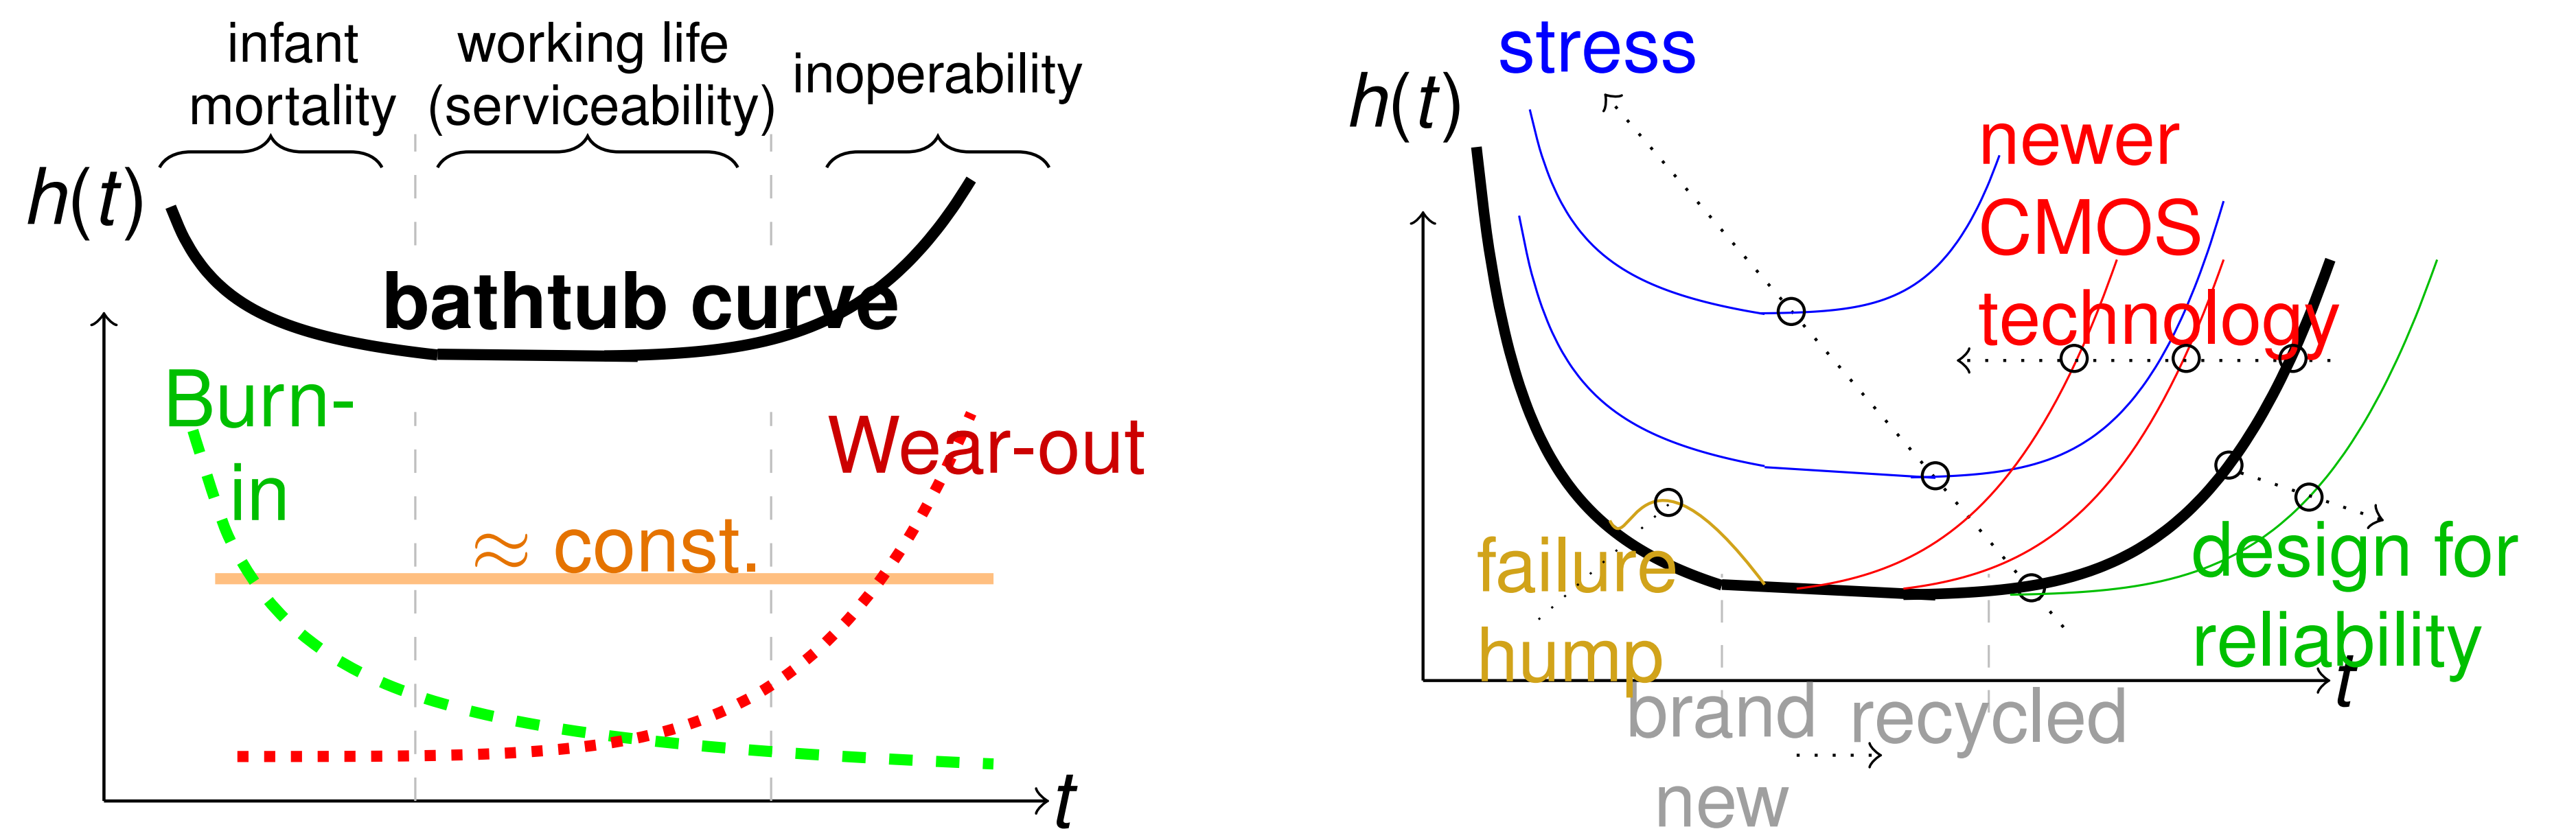 infant
mortality
working life
(serviceability)
inoperability
h(t)
bathtub curve
Burn-
in
Wear-out
≈ const.
t
stress
h(t)
newer
CMOS
technology
failure
hump
design for
reliability
t
brand
new
recycled